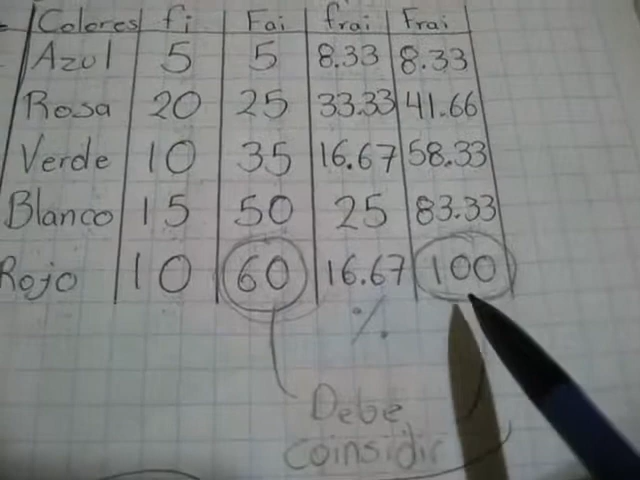 Colores fi Fai frai Frai
Azul 5 5 8.33 8.33
Rosa 20 25 33.33 41.66
Verde 10 35 16.67 58.33
Blanco 15 50 25 83.33
Rojo 10 60 16.67 100
%
Debe
coinsidir